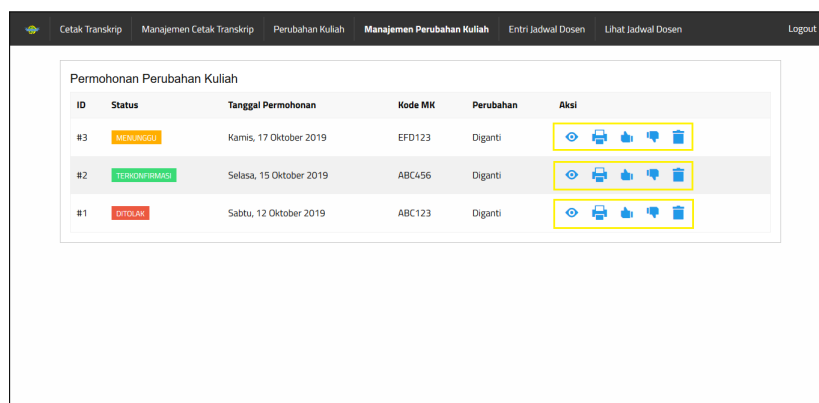 Cetak Transkrip Manajemen Cetak Transkrip Perubahan Kuliah Manajemen Perubahan Kuliah Entri Jadwal Dosen Lihat Jadwal Dosen Logout
Permohonan Perubahan Kuliah
ID Status Tanggal Permohonan Kode MK Perubahan Aksi
#3 MENUNGGU Kamis, 17 Oktober 2019 EFD123 Diganti
#2 TERKONFIRMASI Selasa, 15 Oktober 2019 ABC456 Diganti
#1 DITOLAK Sabtu, 12 Oktober 2019 ABC123 Diganti